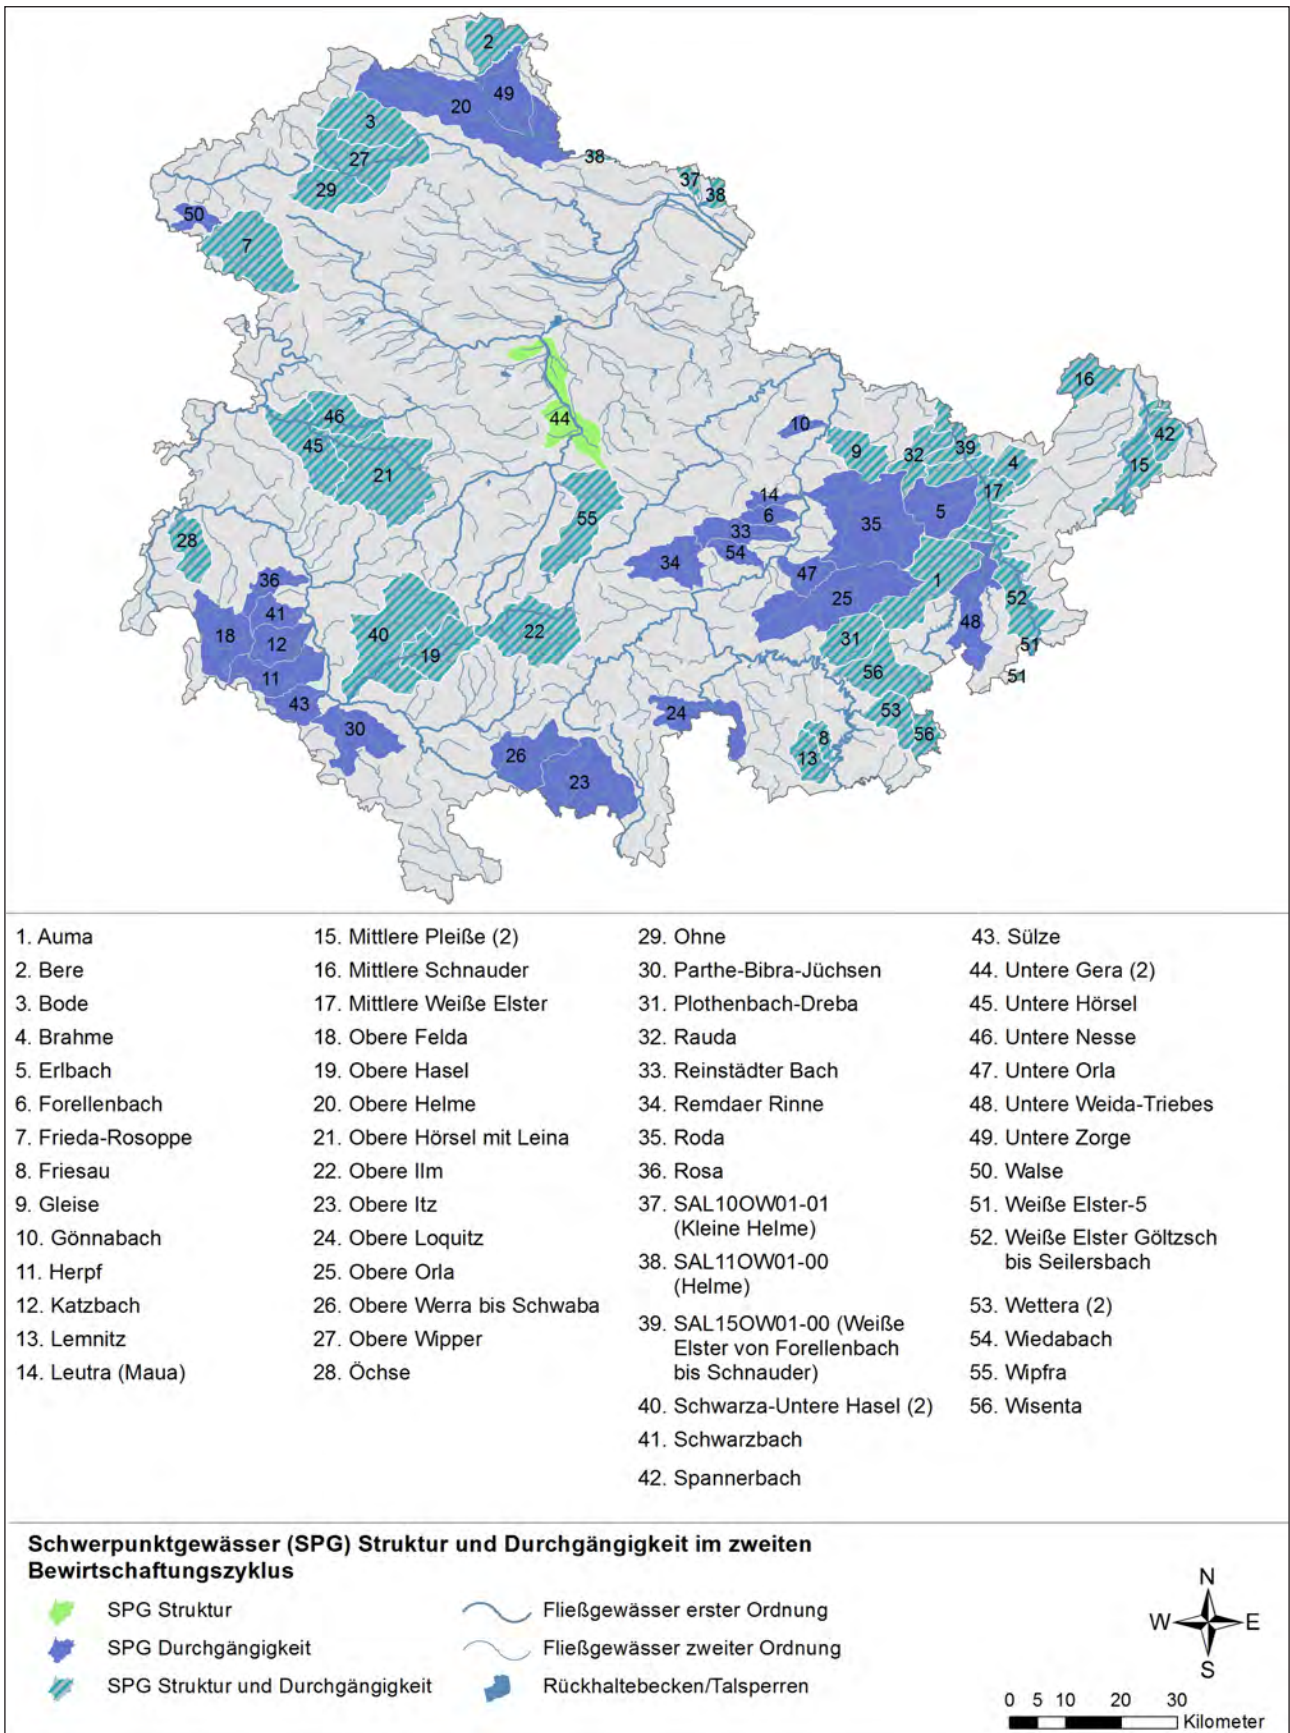 2
49
20
3
38
27
37
29
38
50
7
16
44
46
42
10
45
9
32
39
4
15
21
14
17
6
5
55
35
33
28
54
34
47
1
36
25
52
41
48
18
40
22
12
31
19
51
11
56
51
43
24
53
30
8
56
26
13
23
1. Auma
2. Bere
3. Bode
4. Brahme
5. Erlbach
6. Forellenbach
7. Frieda-Rosoppe
8. Friesau
9. Gleise
10. Gönnabach
11. Herpf
12. Katzbach
13. Lemnitz
14. Leutra (Maua)
15. Mittlere Pleiße (2)
16. Mittlere Schnauder
17. Mittlere Weiße Elster
18. Obere Felda
19. Obere Hasel
20. Obere Helme
21. Obere Hörsel mit Leina
22. Obere Ilm
23. Obere Itz
24. Obere Loquitz
25. Obere Orla
26. Obere Werra bis Schwaba
27. Obere Wipper
28. Öchse
29. Ohne
30. Parthe-Bibra-Jüchsen
31. Plothenbach-Dreba
32. Rauda
33. Reinstädter Bach
34. Remdaer Rinne
35. Roda
36. Rosa
37. SAL10OW01-01
(Kleine Helme)
38. SAL11OW01-00
(Helme)
39. SAL15OW01-00 (Weiße
Elster von Forellenbach
bis Schnauder)
40. Schwarza-Untere Hasel (2)
41. Schwarzbach
42. Spannerbach
43. Sülze
44. Untere Gera (2)
45. Untere Hörsel
46. Untere Nesse
47. Untere Orla
48. Untere Weida-Triebes
49. Untere Zorge
50. Walse
51. Weiße Elster-5
52. Weiße Elster Göltzsch
bis Seilersbach
53. Wettera (2)
54. Wiedabach
55. Wipfra
56. Wisenta
Schwerpunktgewässer (SPG) Struktur und Durchgängigkeit im zweiten
Bewirtschaftungszyklus
SPG Struktur
SPG Durchgängigkeit
SPG Struktur und Durchgängigkeit
Fließgewässer erster Ordnung
Fließgewässer zweiter Ordnung
Rückhaltebecken/Talsperren
N
W E
S
0 5 10 20 30
Kilometer